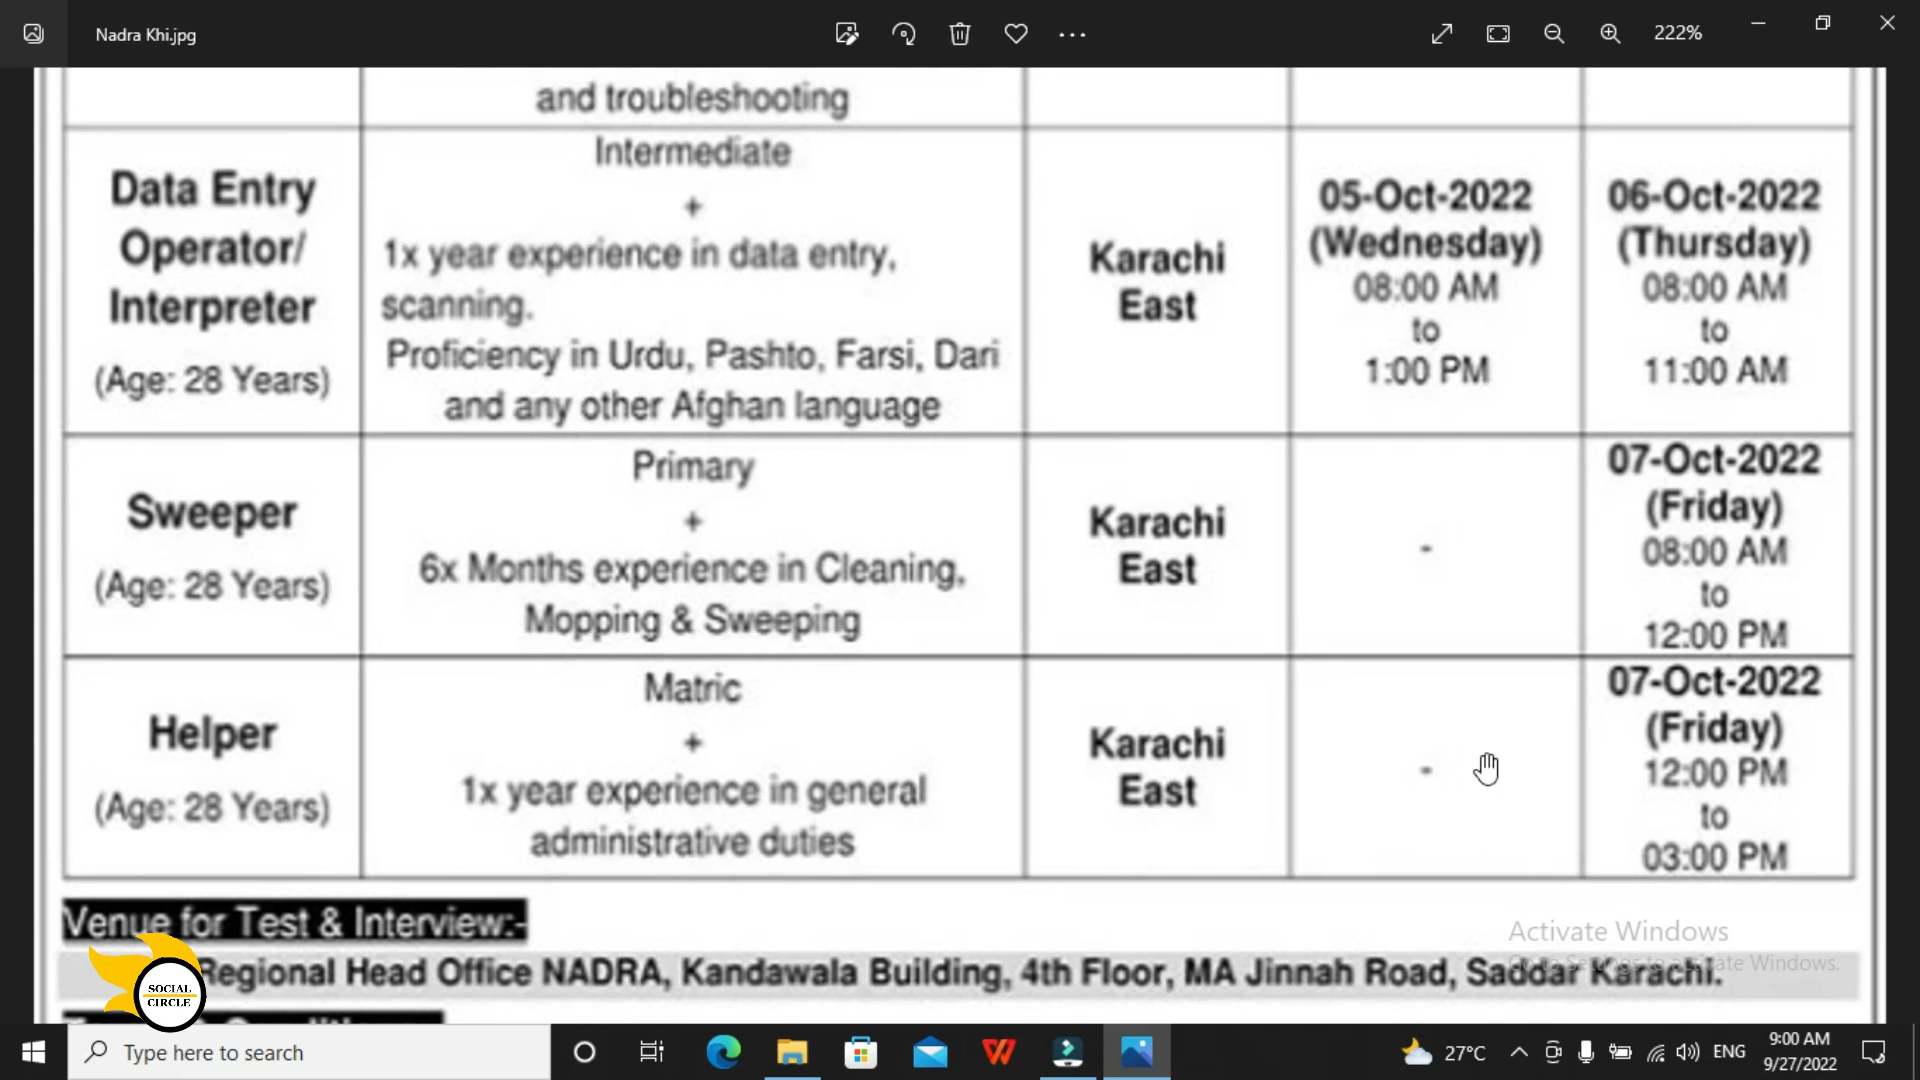 Nadra Khi.jpg
222%
and troubleshooting
Data Entry
Operator/
Interpreter
(Age: 28 Years)
Intermediate
+
1x year experience in data entry,
scanning.
Proficiency in Urdu, Pashto, Farsi, Dari
and any other Afghan language
Karachi
East
05-Oct-2022
(Wednesday)
08:00 AM
to
1:00 PM
06-Oct-2022
(Thursday)
08:00 AM
to
11:00 AM
Sweeper
(Age: 28 Years)
Primary
+
6x Months experience in Cleaning,
Mopping & Sweeping
Karachi
East
-
07-Oct-2022
(Friday)
08:00 AM
to
12:00 PM
Helper
(Age: 28 Years)
Matric
+
1x year experience in general
administrative duties
Karachi
East
-
07-Oct-2022
(Friday)
12:00 PM
to
03:00 PM
Venue for Test & Interview:-
Regional Head Office NADRA, Kandawala Building, 4th Floor, MA Jinnah Road, Saddar Karachi.
Activate Windows
Go to Settings to activate Windows.
SOCIAL
CIRCLE
Type here to search
27°C
ENG
9:00 AM
9/27/2022